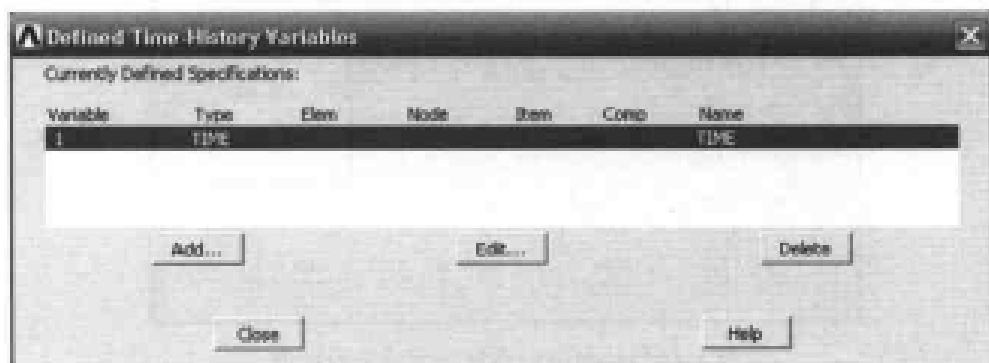 Defined Time-History Variables
Currently Defined Specifications:
Variable Type Elem Node Item Comp Name
1 TIME TIME
Add... Edit... Delete
Close Help